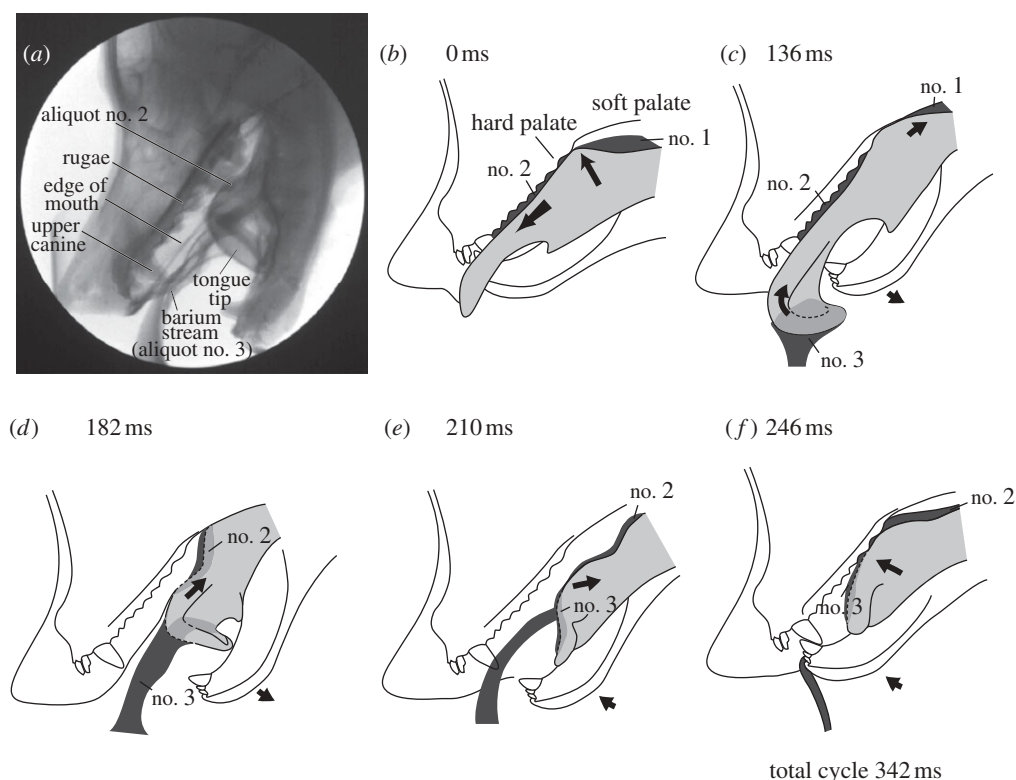 (a)
aliquot no. 2
rugae
edge of
mouth
upper
canine
tongue
tip
barium
stream
(aliquot no. 3)
(b) 0 ms
soft palate
hard palate
no. 1
no. 2
(c) 136 ms
no. 1
no. 2
no. 3
(d) 182 ms
no. 2
no. 3
(e) 210 ms
no. 2
no. 3
(f) 246 ms
no. 2
no. 3
total cycle 342 ms